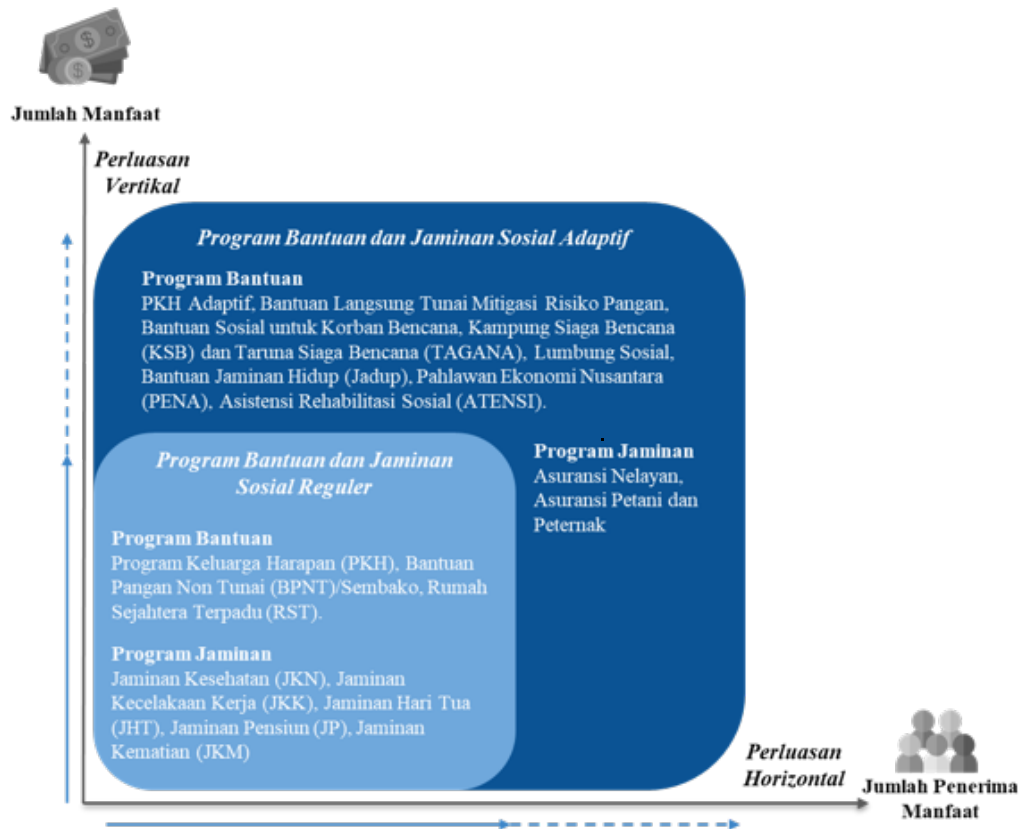 Jumlah Manfaat
Perluasan
Vertikal
Program Bantuan dan Jaminan Sosial Adaptif
Program Bantuan
PKH Adaptif, Bantuan Langsung Tunai Mitigasi Risiko Pangan,
Bantuan Sosial untuk Korban Bencana, Kampung Siaga Bencana
(KSB) dan Taruna Siaga Bencana (TAGANA), Lumbung Sosial,
Bantuan Jaminan Hidup (Jadup), Pahlawan Ekonomi Nusantara
(PENA), Asistensi Rehabilitasi Sosial (ATENSI).
Program Jaminan
Asuransi Nelayan,
Asuransi Petani dan
Peternak
Program Bantuan dan Jaminan
Sosial Reguler
Program Bantuan
Program Keluarga Harapan (PKH), Bantuan
Pangan Non Tunai (BPNT)/Sembako, Rumah
Sejahtera Terpadu (RST).
Program Jaminan
Jaminan Kesehatan (JKN), Jaminan
Kecelakaan Kerja (JKK), Jaminan Hari Tua
(JHT), Jaminan Pensiun (JP), Jaminan
Kematian (JKM)
Perluasan
Horizontal
Jumlah Penerima
Manfaat